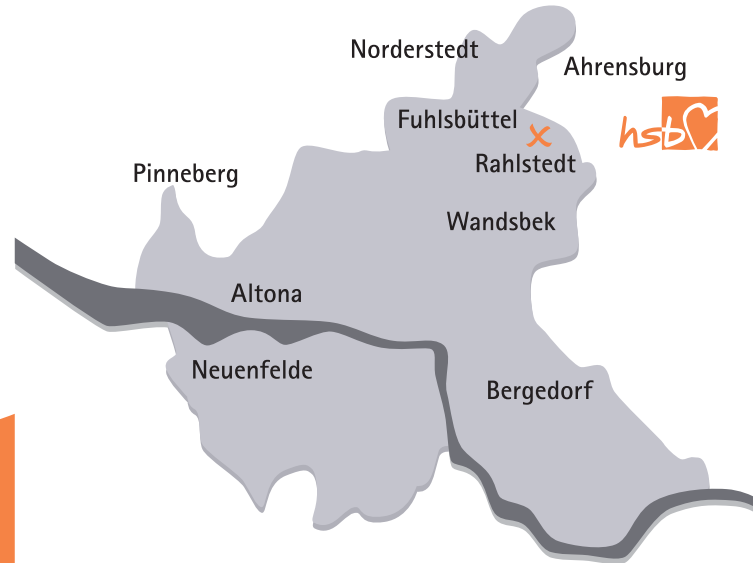 Norderstedt
Ahrensburg
Fuhlsbüttel
hsb
Rahlstedt
Pinneberg
Wandsbek
Altona
Neuenfelde
Bergedorf